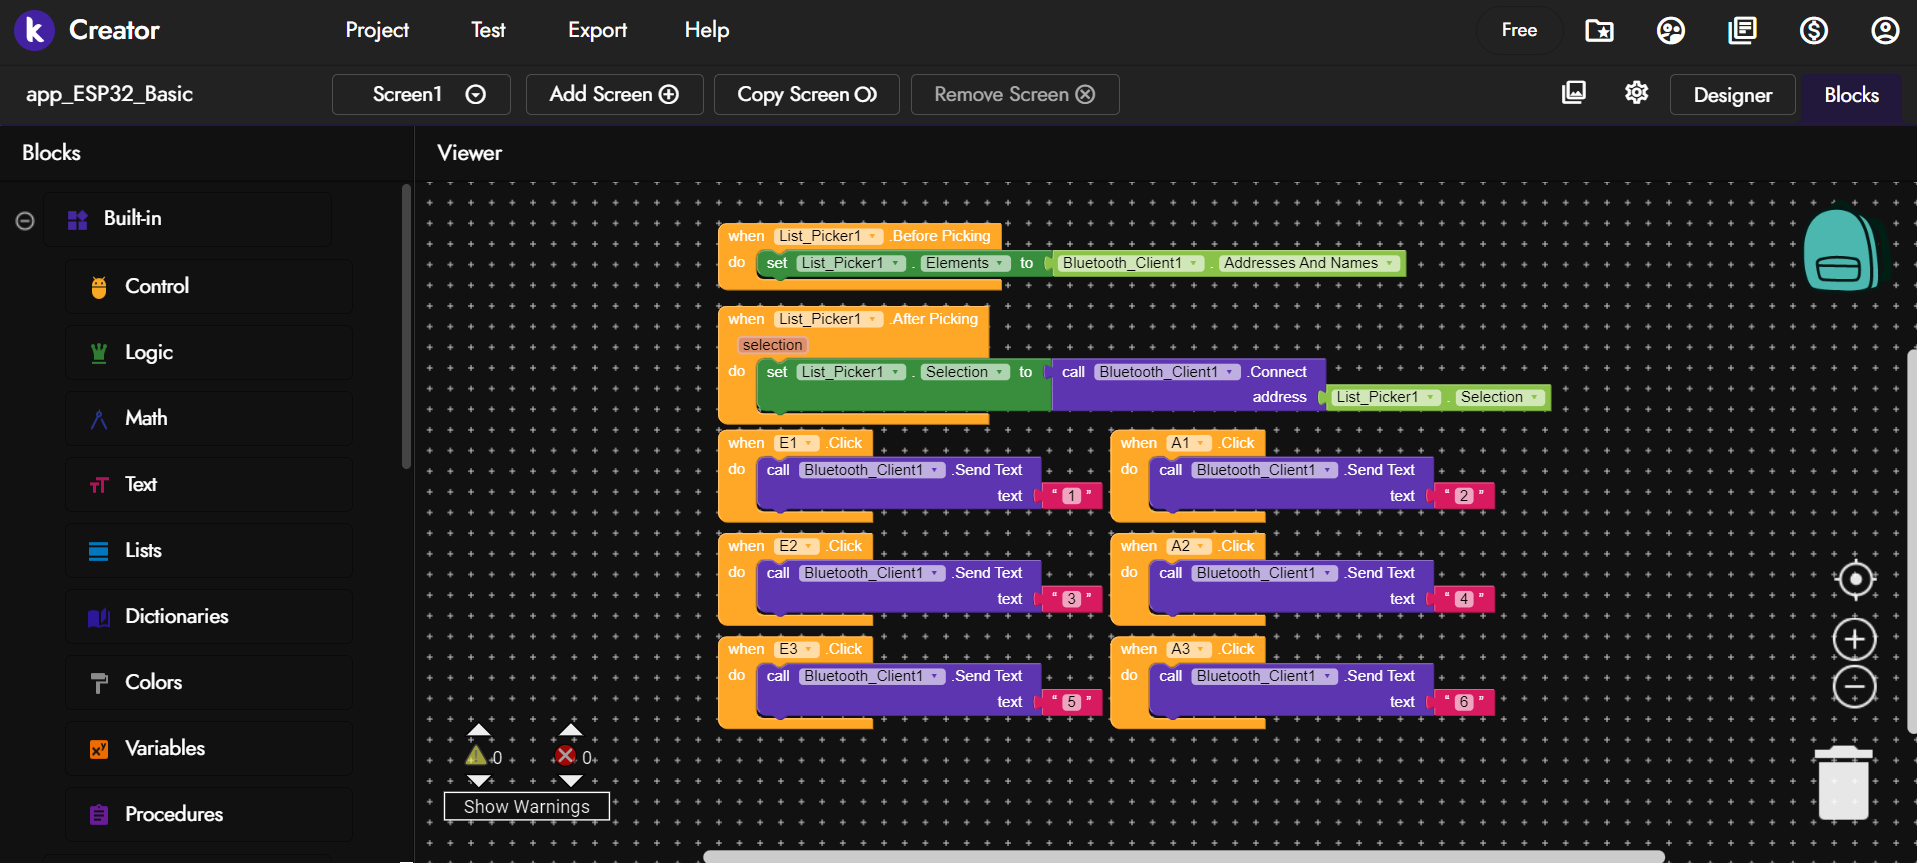 k Creator Project Test Export Help Free
app_ESP32_Basic Screen1 Add Screen Copy Screen Remove Screen Designer Blocks
Blocks Viewer
Built-in
Control
Logic
Math
Text
Lists
Dictionaries
Colors
Variables
Procedures
when List_Picker1 .Before Picking
do set List_Picker1 . Elements to Bluetooth_Client1 . Addresses And Names
when List_Picker1 .After Picking
selection
do set List_Picker1 . Selection to call Bluetooth_Client1 .Connect
address List_Picker1 . Selection
when E1 .Click
do call Bluetooth_Client1 .Send Text
text “ 1 ”
when A1 .Click
do call Bluetooth_Client1 .Send Text
text “ 2 ”
when E2 .Click
do call Bluetooth_Client1 .Send Text
text “ 3 ”
when A2 .Click
do call Bluetooth_Client1 .Send Text
text “ 4 ”
when E3 .Click
do call Bluetooth_Client1 .Send Text
text “ 5 ”
when A3 .Click
do call Bluetooth_Client1 .Send Text
text “ 6 ”
0 0
Show Warnings